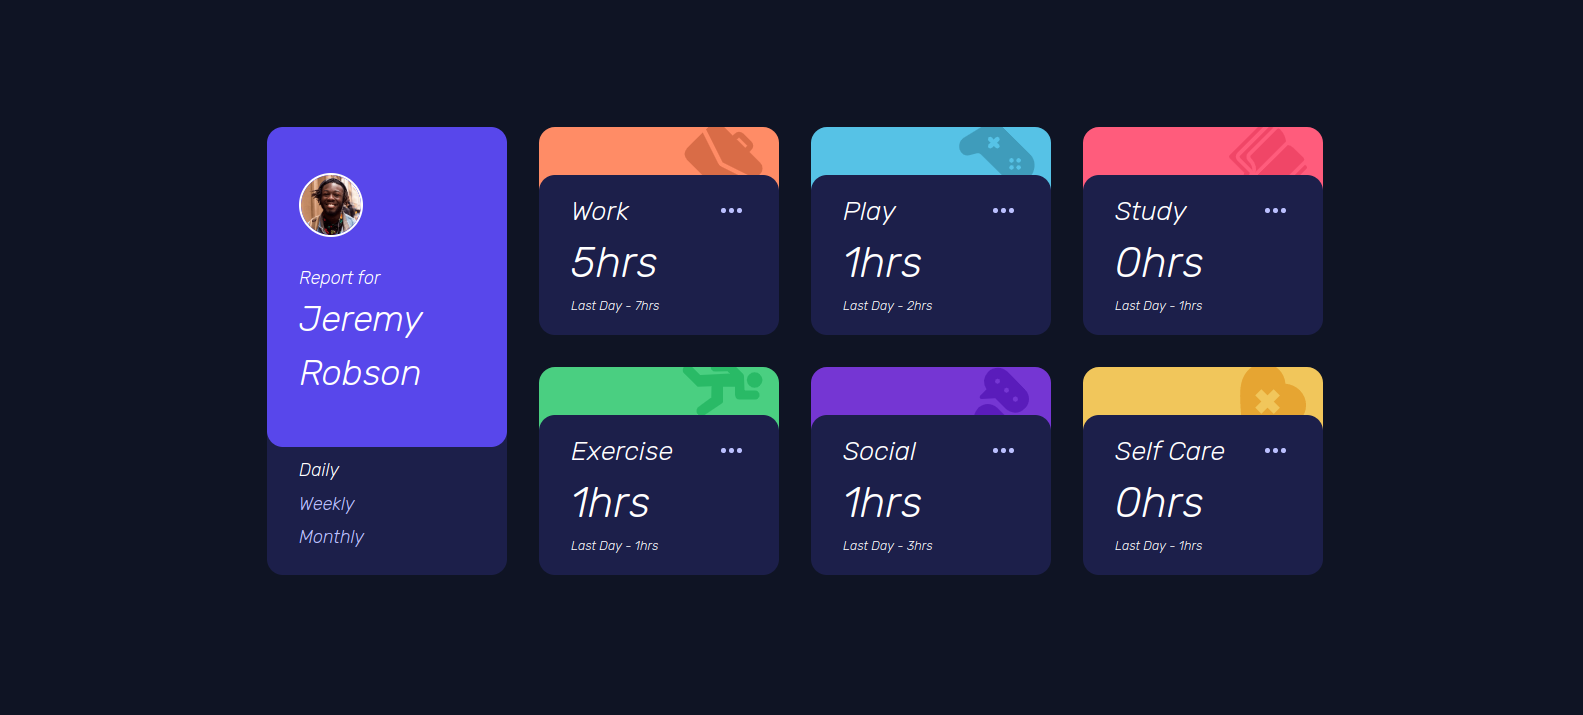 Report for
Jeremy
Robson
Daily
Weekly
Monthly
Work
5hrs
Last Day - 7hrs
Play
1hrs
Last Day - 2hrs
Study
0hrs
Last Day - 1hrs
Exercise
1hrs
Last Day - 1hrs
Social
1hrs
Last Day - 3hrs
Self Care
0hrs
Last Day - 1hrs